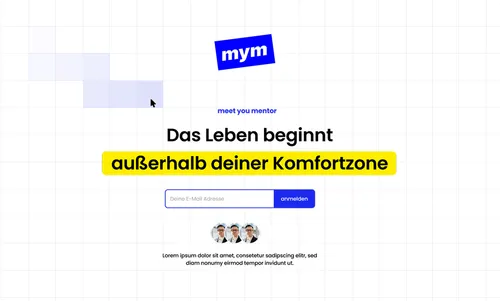 mym
meet you mentor
Das Leben beginnt
außerhalb deiner Komfortzone
Deine E-Mail Adresse
anmelden
Lorem ipsum dolor sit amet, consetetur sadipscing elitr, sed
diam nonumy eirmod tempor invidunt ut.